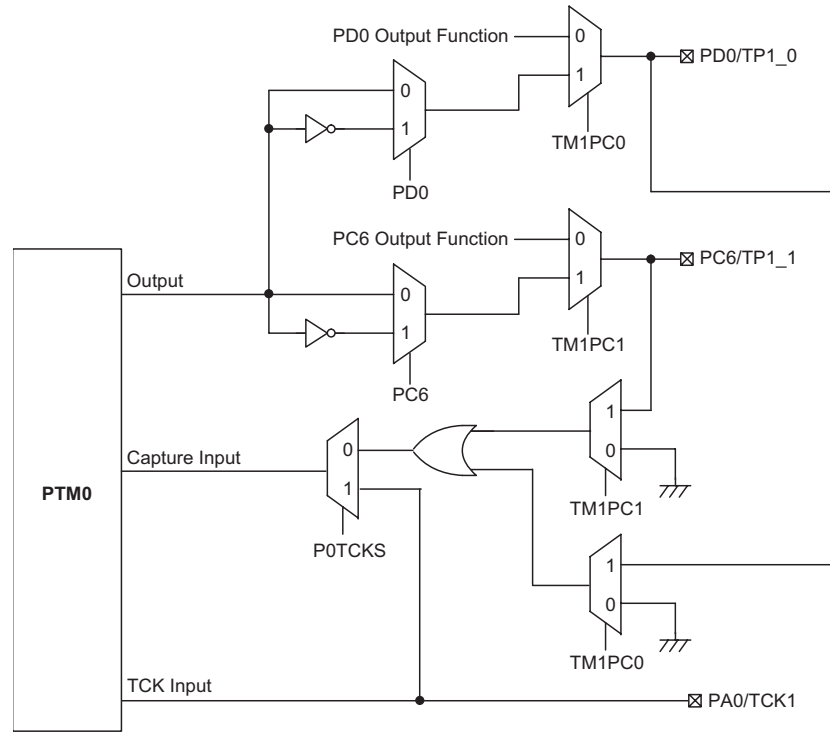 PD0 Output Function
0
1
PD0/TP1_0
TM1PC0
0
1
PD0
PC6 Output Function
0
1
PC6/TP1_1
TM1PC1
Output
0
1
PC6
1
0
TM1PC1
Capture Input
0
1
P0TCKS
PTM0
1
0
TM1PC0
TCK Input
PA0/TCK1